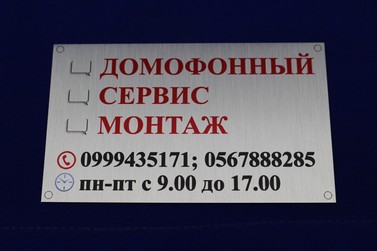 ДОМОФОННЫЙ
СЕРВИС
МОНТАЖ
0999435171; 0567888285
пн-пт с 9.00 до 17.00